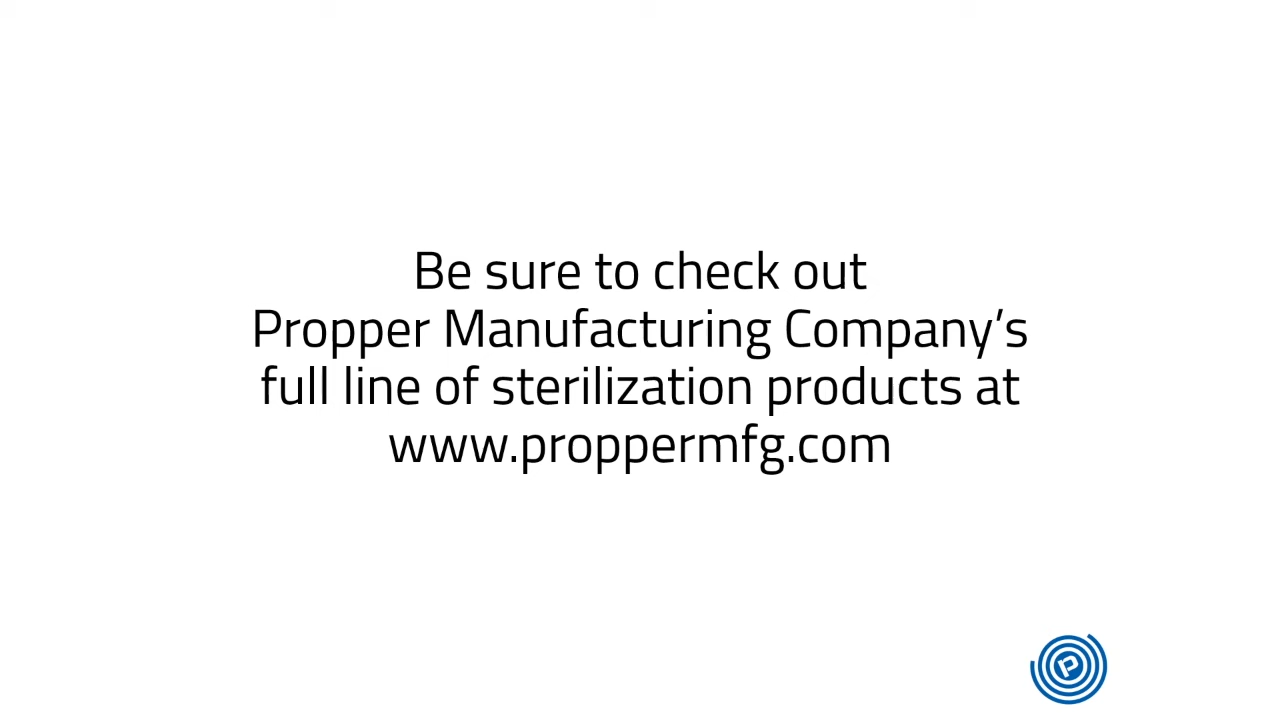 Be sure to check out
Propper Manufacturing Company’s
full line of sterilization products at
www.proppermfg.com
P